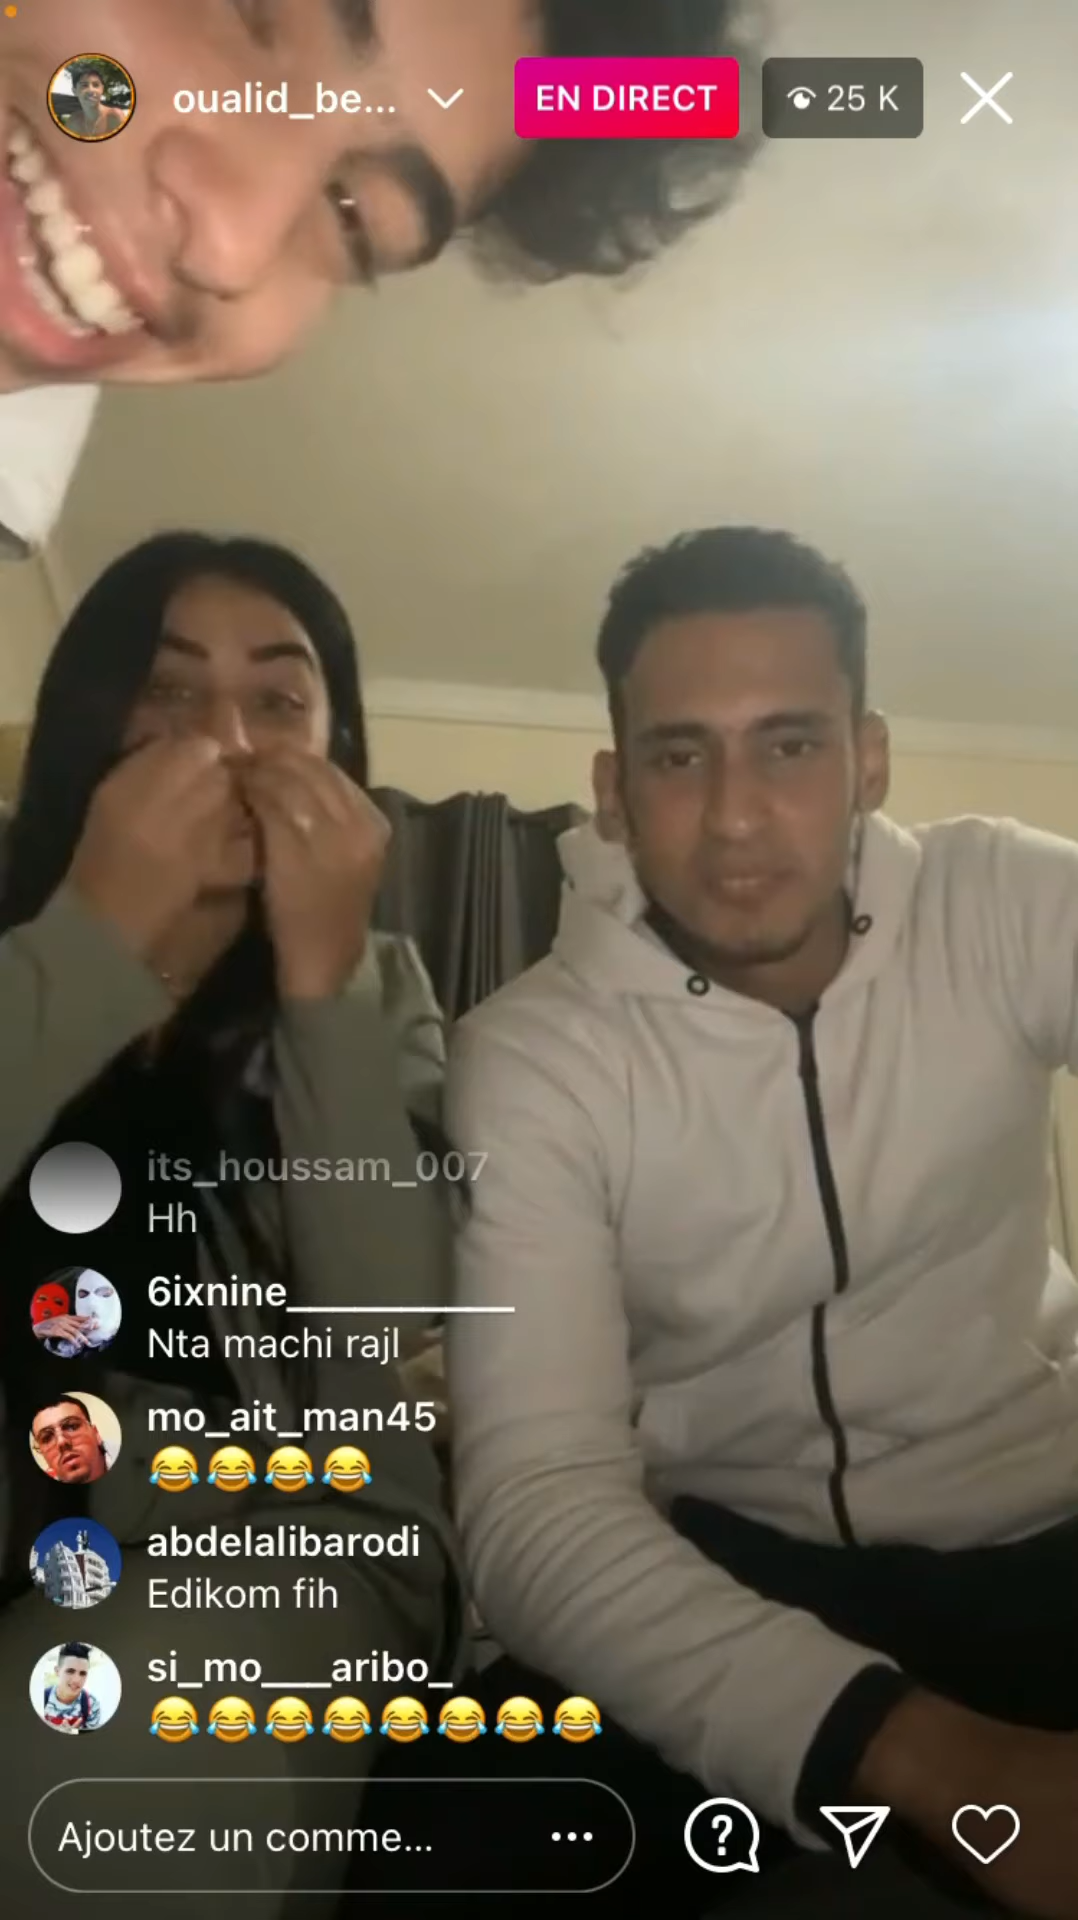 oualid_be...
EN DIRECT
25 K
its_houssam_007
Hh
6ixnine__________
Nta machi rajl
mo_ait_man45
😂😂😂😂
abdelalibarodi
Edikom fih
si_mo___aribo_
😂😂😂😂😂😂😂😂
Ajoutez un comme...